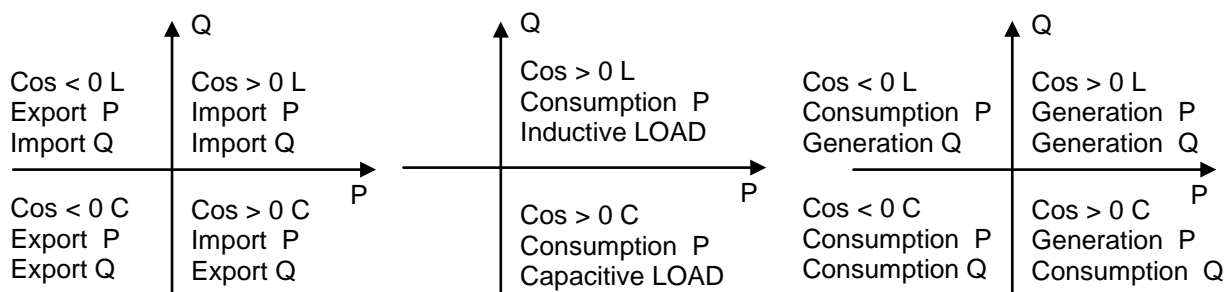 Q
Cos < 0 L
Export P
Import Q
Cos > 0 L
Import P
Import Q
P
Cos < 0 C
Export P
Export Q
Cos > 0 C
Import P
Export Q
Q
Cos > 0 L
Consumption P
Inductive LOAD
P
Cos > 0 C
Consumption P
Capacitive LOAD
Q
Cos < 0 L
Consumption P
Generation Q
Cos > 0 L
Generation P
Generation Q
P
Cos < 0 C
Consumption P
Consumption Q
Cos > 0 C
Generation P
Consumption Q